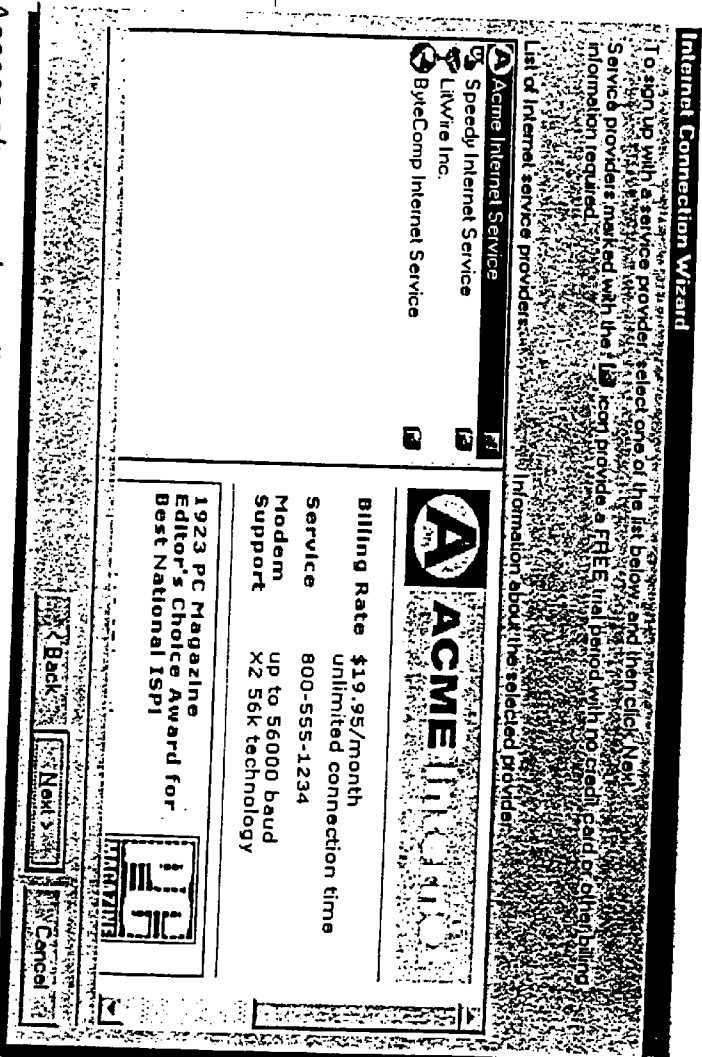 Internet Connection Wizard
To sign up with a service provider, select one of the list below, and then click Next.
Service providers marked with the icon provide a FREE trial period with no credit card or other billing
information required.
List of Internet service providers:
Information about the selected provider:
Acme Internet Service
Speedy Internet Service
LitWire Inc.
ByteComp Internet Service
A ACME Internet
Billing Rate $19.95/month
unlimited connection time
Service 800-555-1234
Modem up to 56000 baud
Support X2 56k technology
1923 PC Magazine
Editor's Choice Award for
Best National ISP!
MAGAZINE
< Back
Next >
Cancel